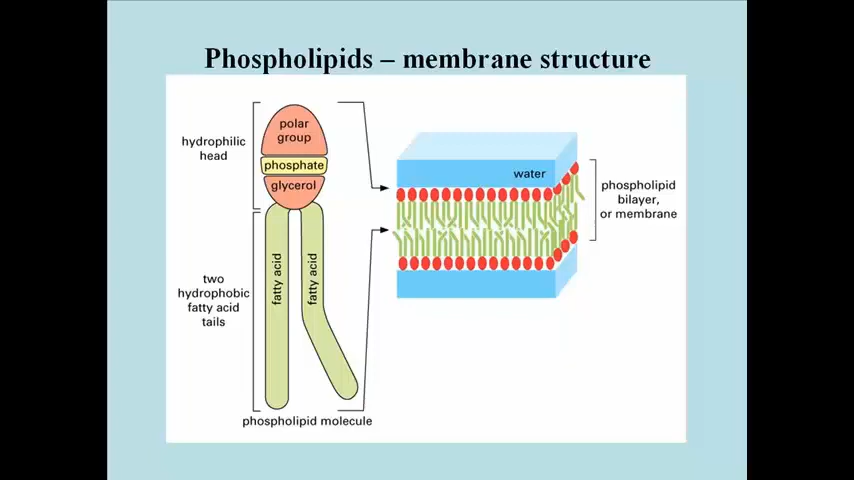 Phospholipids – membrane structure
hydrophilic
head
polar
group
phosphate
glycerol
two
hydrophobic
fatty acid
tails
fatty acid
fatty acid
phospholipid molecule
water
phospholipid
bilayer,
or membrane